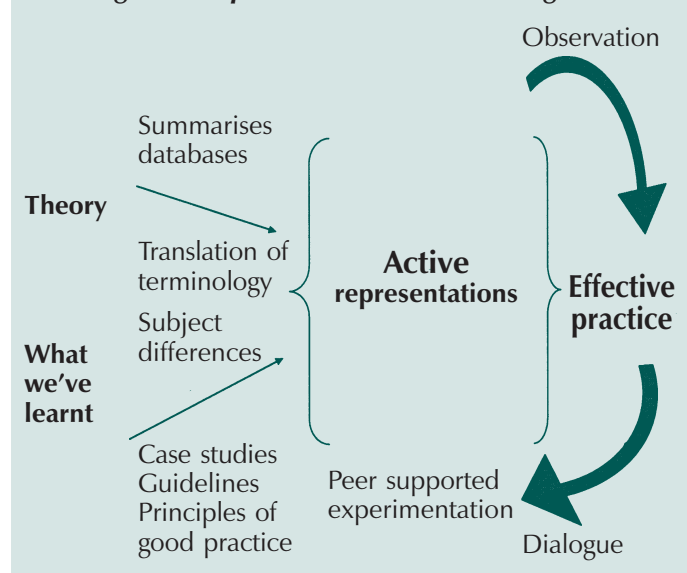 Observation
Summarises
databases
Theory
Translation of
terminology
Subject
differences
What
we've
learnt
Case studies
Guidelines
Principles of
good practice
Active
representations
Effective
practice
Peer supported
experimentation
Dialogue